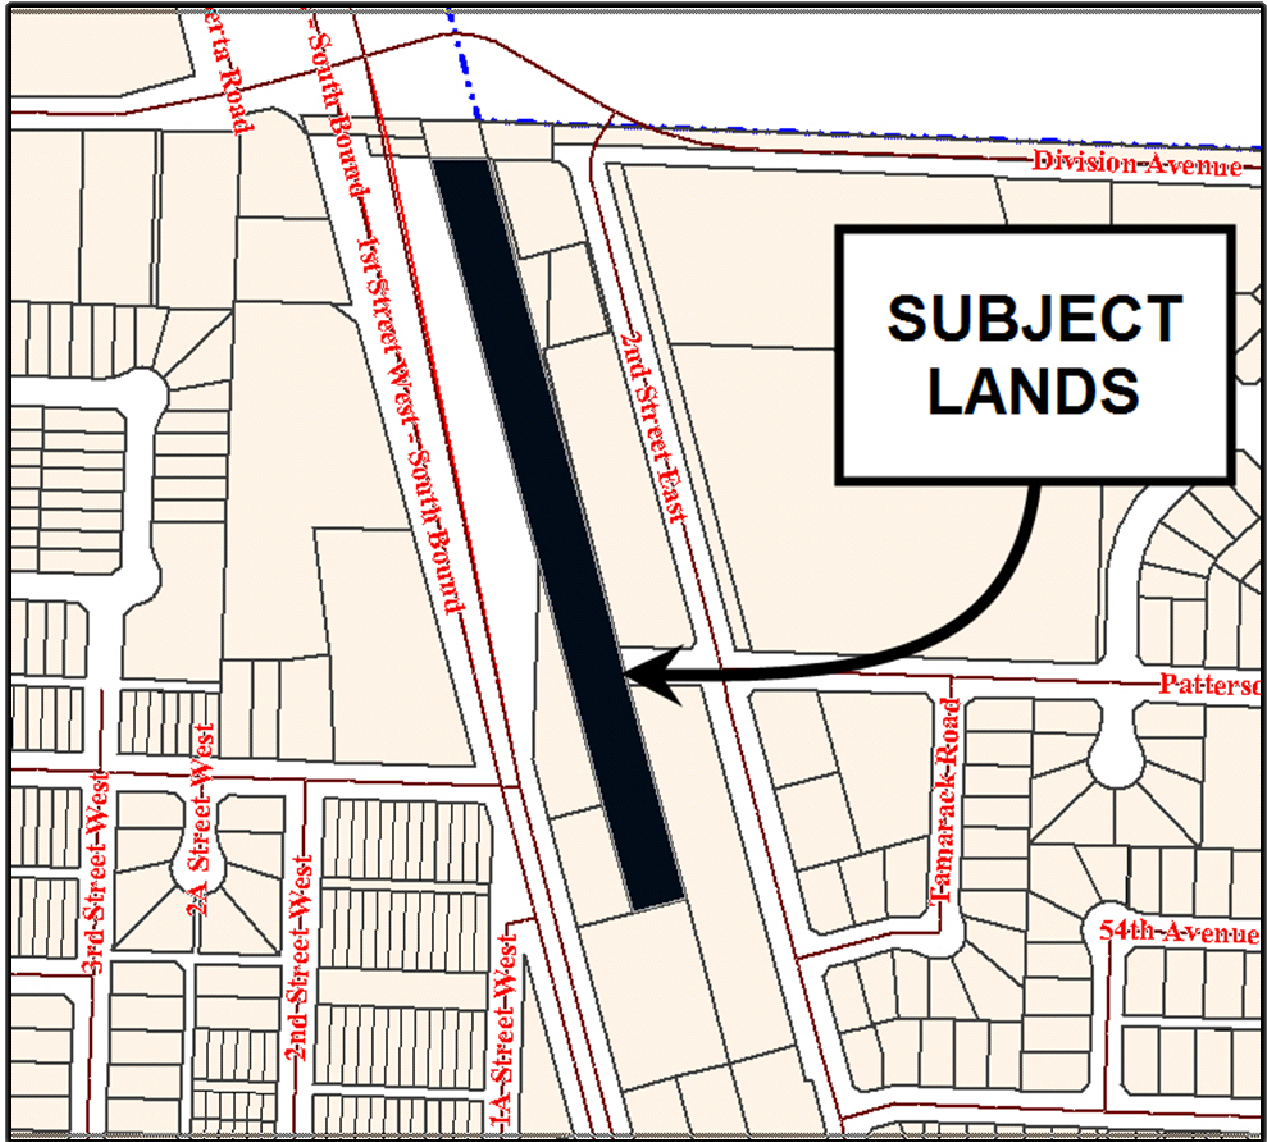 erta Road
- South Bound
1st Street West - South Bound
Division Avenue
SUBJECT
LANDS
2nd Street East
Patterso
Tamarack Road
2A Street West
3rd Street West
2nd Street West
1A Street West
54th Avenue